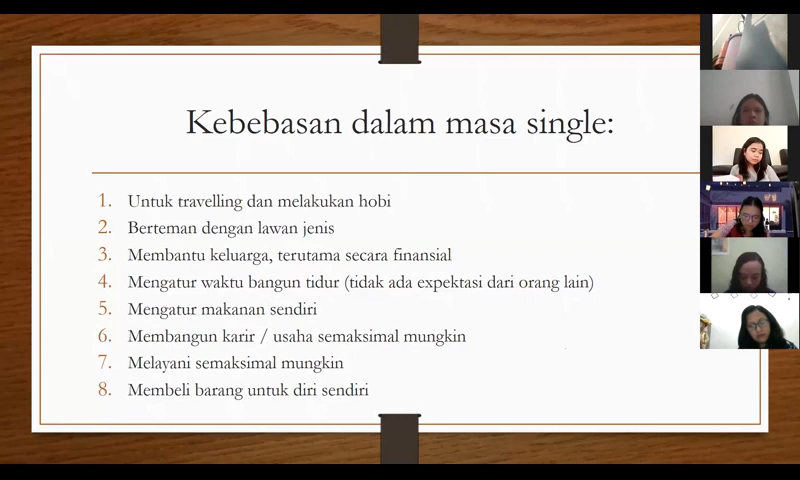 Kebebasan dalam masa single:
1. Untuk travelling dan melakukan hobi
2. Berteman dengan lawan jenis
3. Membantu keluarga, terutama secara finansial
4. Mengatur waktu bangun tidur (tidak ada expektasi dari orang lain)
5. Mengatur makanan sendiri
6. Membangun karir / usaha semaksimal mungkin
7. Melayani semaksimal mungkin
8. Membeli barang untuk diri sendiri